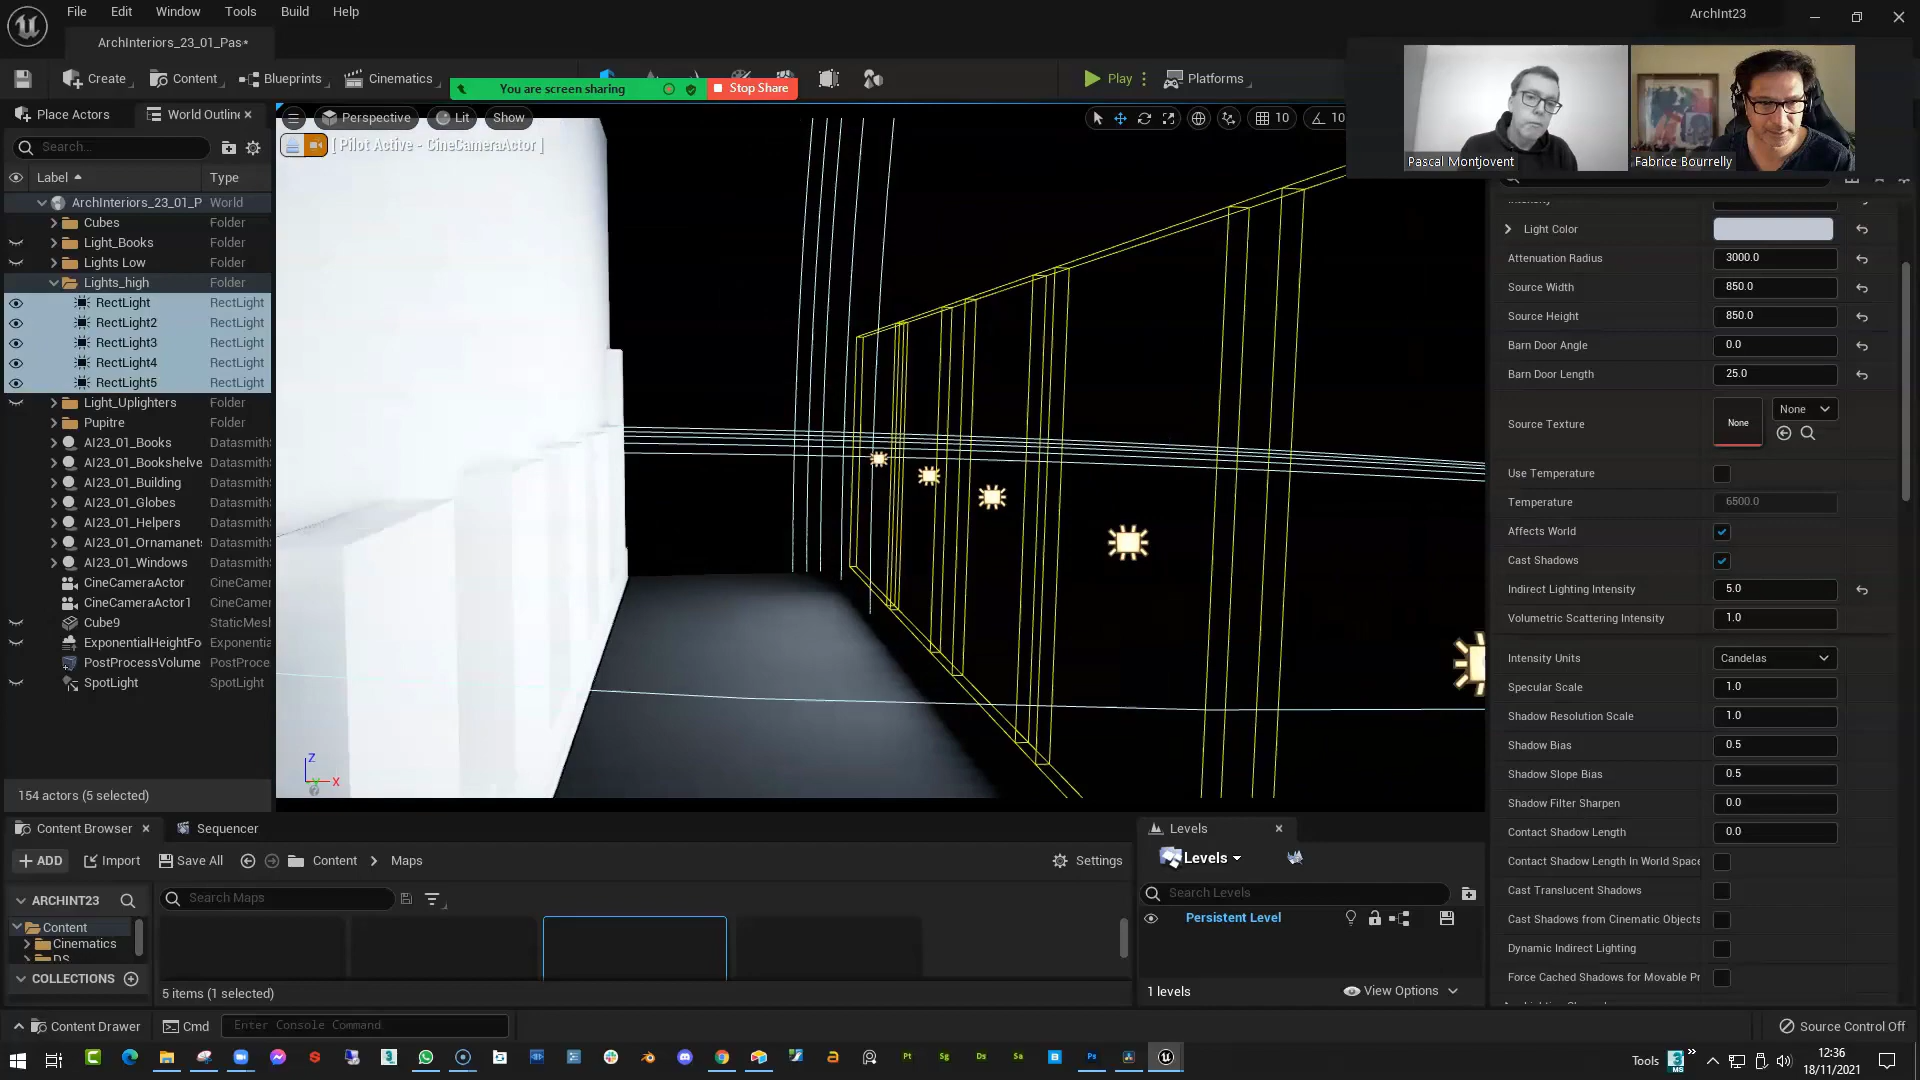 File Edit Window Tools Build Help
ArchInt23
ArchInteriors_23_01_Pas*
Create
Content
Blueprints
Cinematics
You are screen sharing
Stop Share
Play
Platforms
Pascal Montjovent
Fabrice Bourrelly
Place Actors
World Outline
Perspective
Lit
Show
10
10
[ Pilot Active - CineCameraActor ]
Search...
Label
Type
ArchInteriors_23_01_P World
Cubes Folder
Light_Books Folder
Lights Low Folder
Lights_high Folder
RectLight RectLight
RectLight2 RectLight
RectLight3 RectLight
RectLight4 RectLight
RectLight5 RectLight
Light_Uplighters Folder
Pupitre Folder
AI23_01_Books Datasmith
AI23_01_Bookshelve Datasmith
AI23_01_Building Datasmith
AI23_01_Globes Datasmith
AI23_01_Helpers Datasmith
AI23_01_Ornamanet Datasmith
AI23_01_Windows Datasmith
CineCameraActor CineCamer
CineCameraActor1 CineCamer
Cube9 StaticMesh
ExponentialHeightFo Exponentia
PostProcessVolume PostProce
SpotLight SpotLight
154 actors (5 selected)
Z
X
Light Color
Attenuation Radius 3000.0
Source Width 850.0
Source Height 850.0
Barn Door Angle 0.0
Barn Door Length 25.0
Source Texture None None
Use Temperature
Temperature 6500.0
Affects World
Cast Shadows
Indirect Lighting Intensity 5.0
Volumetric Scattering Intensity 1.0
Intensity Units Candelas
Specular Scale 1.0
Shadow Resolution Scale 1.0
Shadow Bias 0.5
Shadow Slope Bias 0.5
Shadow Filter Sharpen 0.0
Contact Shadow Length 0.0
Contact Shadow Length In World Space
Cast Translucent Shadows
Cast Shadows from Cinematic Objects
Dynamic Indirect Lighting
Force Cached Shadows for Movable Pr
Content Browser
Sequencer
ADD
Import
Save All
Content
Maps
Settings
ARCHINT23
Search Maps
Content
Cinematics
DS
COLLECTIONS
5 items (1 selected)
Levels
Levels
Search Levels
Persistent Level
1 levels
View Options
Content Drawer
Cmd
Enter Console Command
Source Control Off
Tools
12:36
18/11/2021